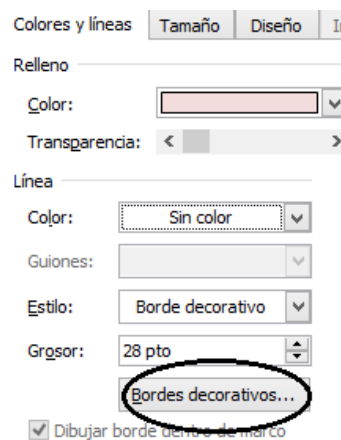 Colores y líneas Tamaño Diseño
Relleno
Color:
Transparencia:
Línea
Color: Sin color
Guiones:
Estilo: Borde decorativo
Grosor: 28 pto
Bordes decorativos...
Dibujar borde dentro de marco